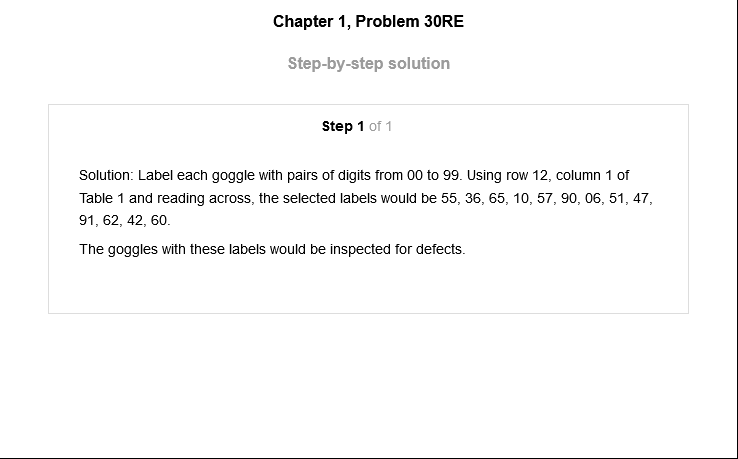 Chapter 1, Problem 30RE
Step-by-step solution
Step 1 of 1
Solution: Label each goggle with pairs of digits from 00 to 99. Using row 12, column 1 of
Table 1 and reading across, the selected labels would be 55, 36, 65, 10, 57, 90, 06, 51, 47,
91, 62, 42, 60.
The goggles with these labels would be inspected for defects.